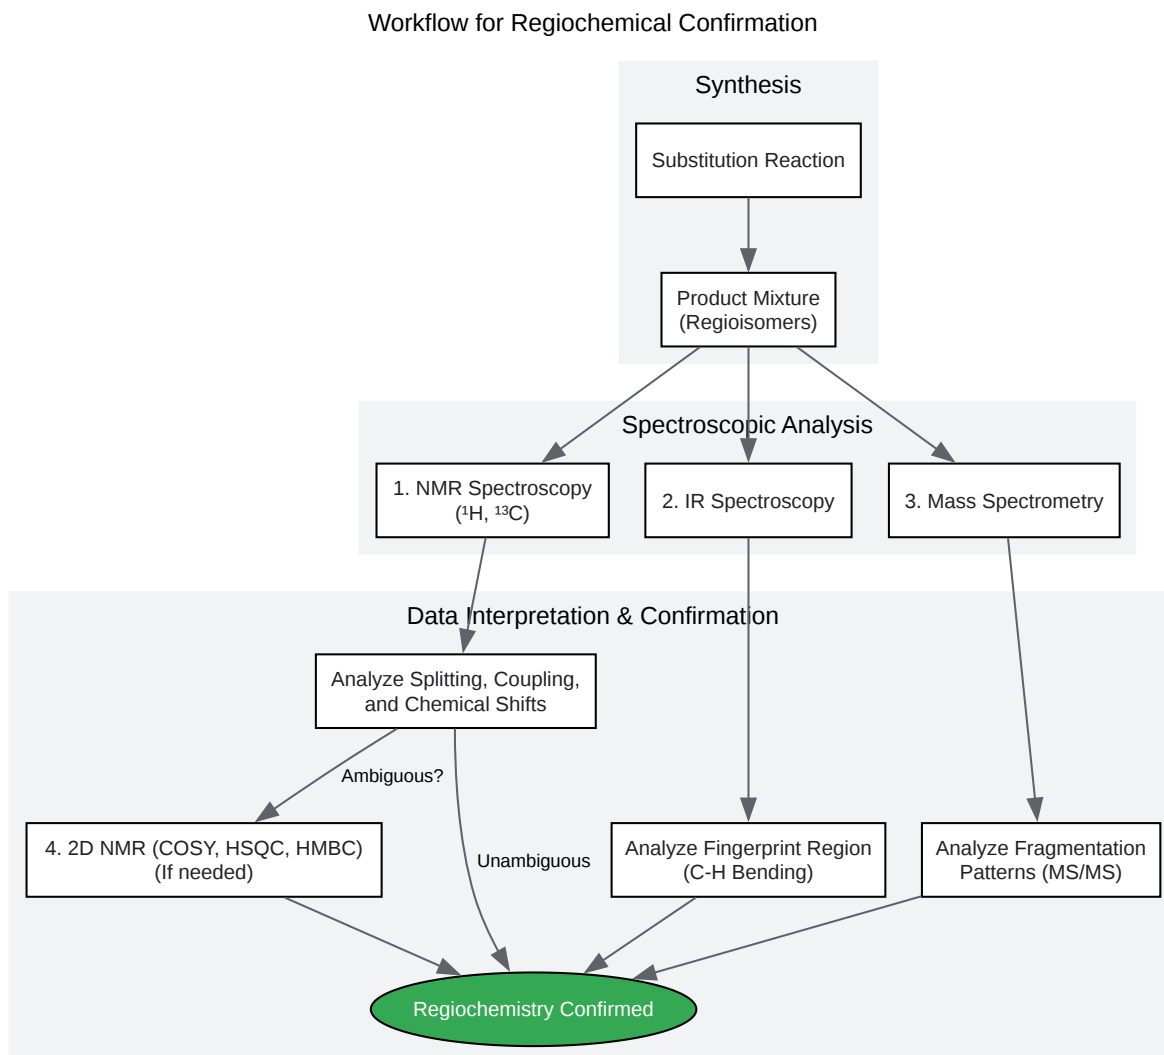 Workflow for Regiochemical Confirmation
Synthesis
Substitution Reaction
Product Mixture
(Regioisomers)
Spectroscopic Analysis
1. NMR Spectroscopy
(¹H, ¹³C)
2. IR Spectroscopy
3. Mass Spectrometry
Data Interpretation & Confirmation
Analyze Splitting, Coupling,
and Chemical Shifts
Ambiguous?
4. 2D NMR (COSY, HSQC, HMBC)
(If needed)
Unambiguous
Analyze Fingerprint Region
(C-H Bending)
Analyze Fragmentation
Patterns (MS/MS)
Regiochemistry Confirmed